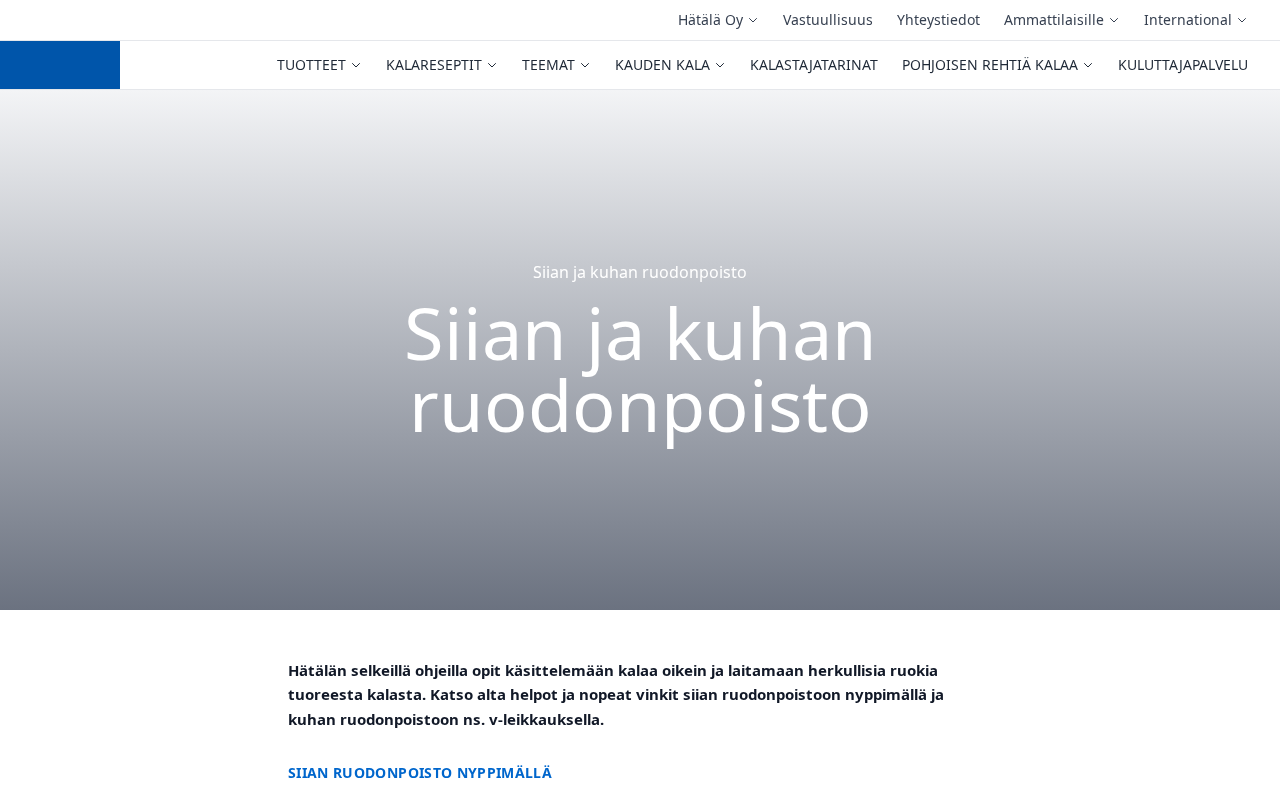 Hätälä Oy Vastuullisuus Yhteystiedot Ammattilaisille International
TUOTTEET KALARESEPTIT TEEMAT KAUDEN KALA KALASTAJATARINAT POHJOISEN REHTIÄ KALAA KULUTTAJAPALVELU
Siian ja kuhan ruodonpoisto
Siian ja kuhan
ruodonpoisto
Hätälän selkeillä ohjeilla opit käsittelemään kalaa oikein ja laitamaan herkullisia ruokia
tuoreesta kalasta. Katso alta helpot ja nopeat vinkit siian ruodonpoistoon nyppimällä ja
kuhan ruodonpoistoon ns. v-leikkauksella.
SIIAN RUODONPOISTO NYPPIMÄLLÄ